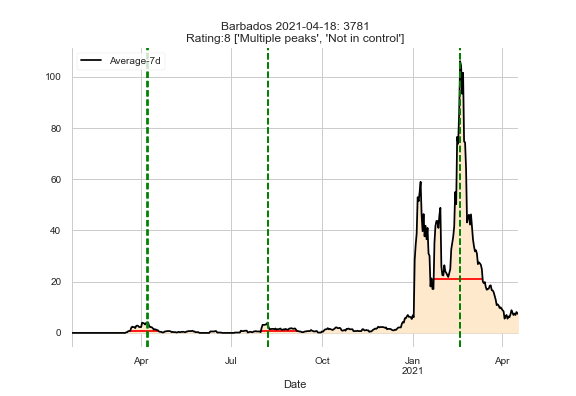 Barbados 2021-04-18: 3781
Rating:8 ['Multiple peaks', 'Not in control']
Average-7d
100
80
60
40
20
0
Apr Jul Oct Jan Apr
2021
Date